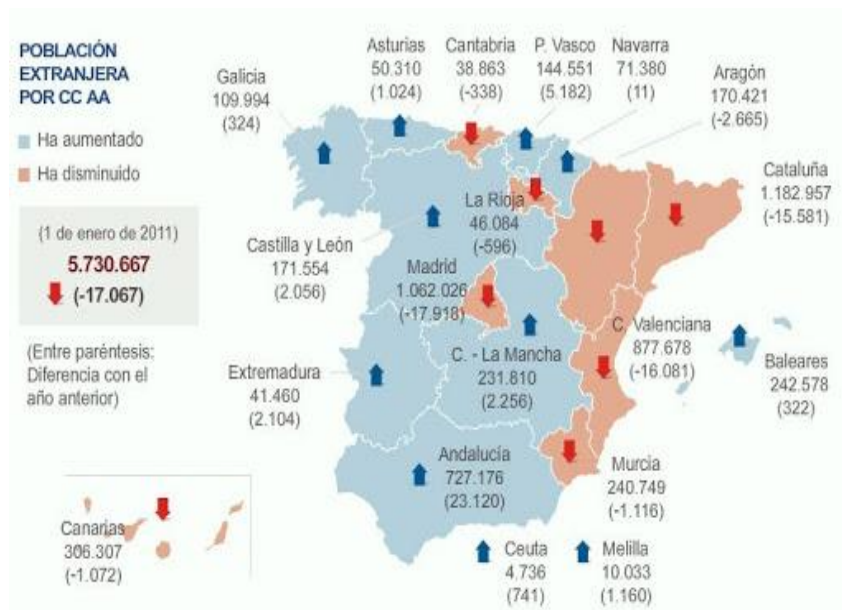 POBLACIÓN
EXTRANJERA
POR CC AA
Ha aumentado
Ha disminuido
(1 de enero de 2011)
5.730.667
(-17.067)
(Entre paréntesis:
Diferencia con el
año anterior)
Galicia
109.994
(324)
Asturias
50.310
(1.024)
Cantabria
38.863
(-338)
P. Vasco
144.551
(5.182)
Navarra
71.380
(11)
Aragón
170.421
(-2.665)
Cataluña
1.182.957
(-15.581)
La Rioja
46.084
(-596)
Castilla y León
171.554
(2.056)
Madrid
1.062.026
(-17.918)
C. Valenciana
877.678
(-16.081)
Baleares
242.578
(322)
Extremadura
41.460
(2.104)
C. - La Mancha
231.810
(2.256)
Andalucía
727.176
(23.120)
Murcia
240.749
(-1.116)
Canarias
306.307
(-1.072)
Ceuta
4.736
(741)
Melilla
10.033
(1.160)